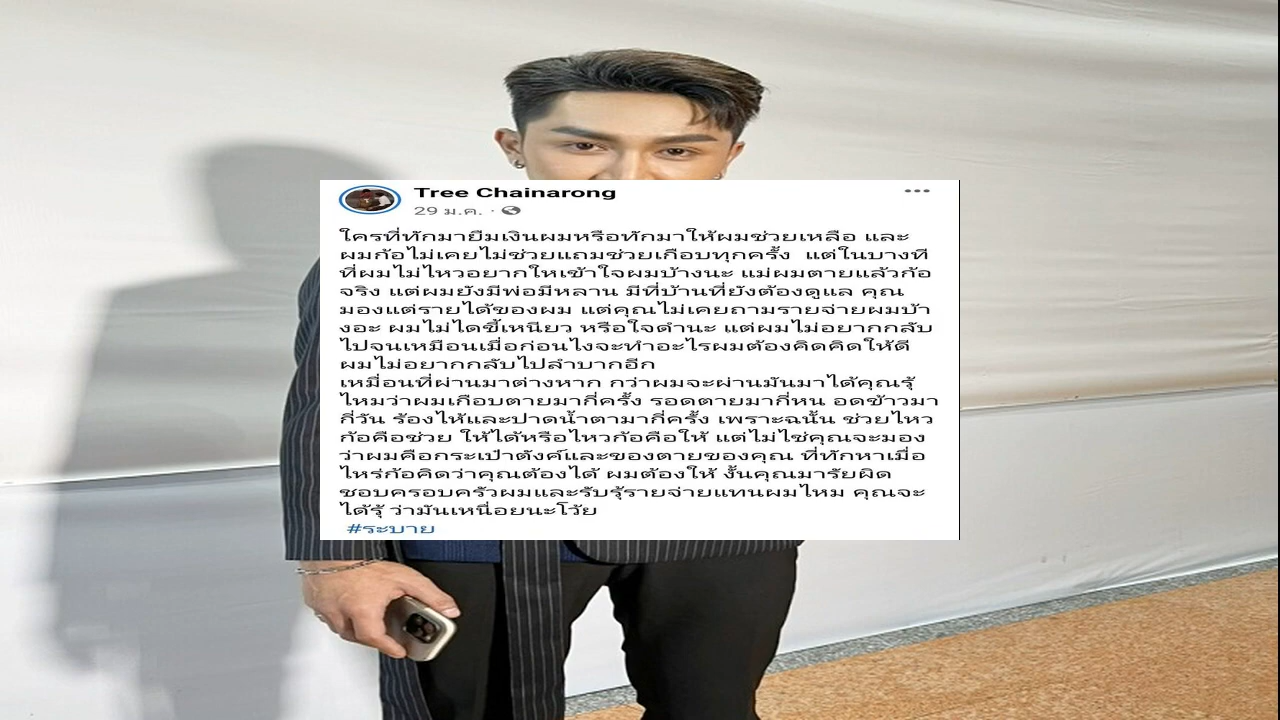 Tree Chainarong
29 ม.ค. ·
ใครที่ทักมายืมเงินผมหรือทักมาให้ผมช่วยเหลือ และ
ผมก้อไม่เคยไม่ช่วยแถมช่วยเกือบทุกครั้ง แต่ในบางที
ที่ผมไม่ไหวอยากใหเข้าใจผมบ้างนะ แม่ผมตายแล้วก้อ
จริง แต่ผมยังมีพ่อมีหลาน มีที่บ้านที่ยังต้องดูแล คุณ
มองแต่รายได้ของผม แต่คุณไม่เคยถามรายจ่ายผมบ้า
งอะ ผมไม่ไดขี้เหนียว หรือใจดำนะ แต่ผมไม่อยากกลับ
ไปจนเหมือนเมื่อก่อนไงจะทำอะไรผมต้องคิดคิดให้ดี
ผมไม่อยากกลับไปลำบากอีก
เหมื่อนที่ผ่านมาต่างหาก กว่าผมจะผ่านมันมาได้คุณรุ้
ไหมว่าผมเกือบตายมากี่ครั้ง รอดตายมากี่หน อดข้าวมา
กี่วัน ร้องไห้และปาดน้ำตามากี่ครั้ง เพราะฉนั้น ช่วยไหว
ก้อคือช่วย ให้ได้หรือไหวก้อคือให้ แต่ไม่ไช่คุณจะมอง
ว่าผมคือกระเป๋าตังค์และของตายของคุณ ที่ทักหาเมื่อ
ไหร่ก้อคิดว่าคุณต้องได้ ผมต้องให้ งั้นคุณมารัยผิด
ชอบครอบครัวผมและรับรุ้รายจ่ายแทนผมไหม คุณจะ
ได้รุ้ ว่ามันเหนื่อยนะโว้ย
#ระบาย